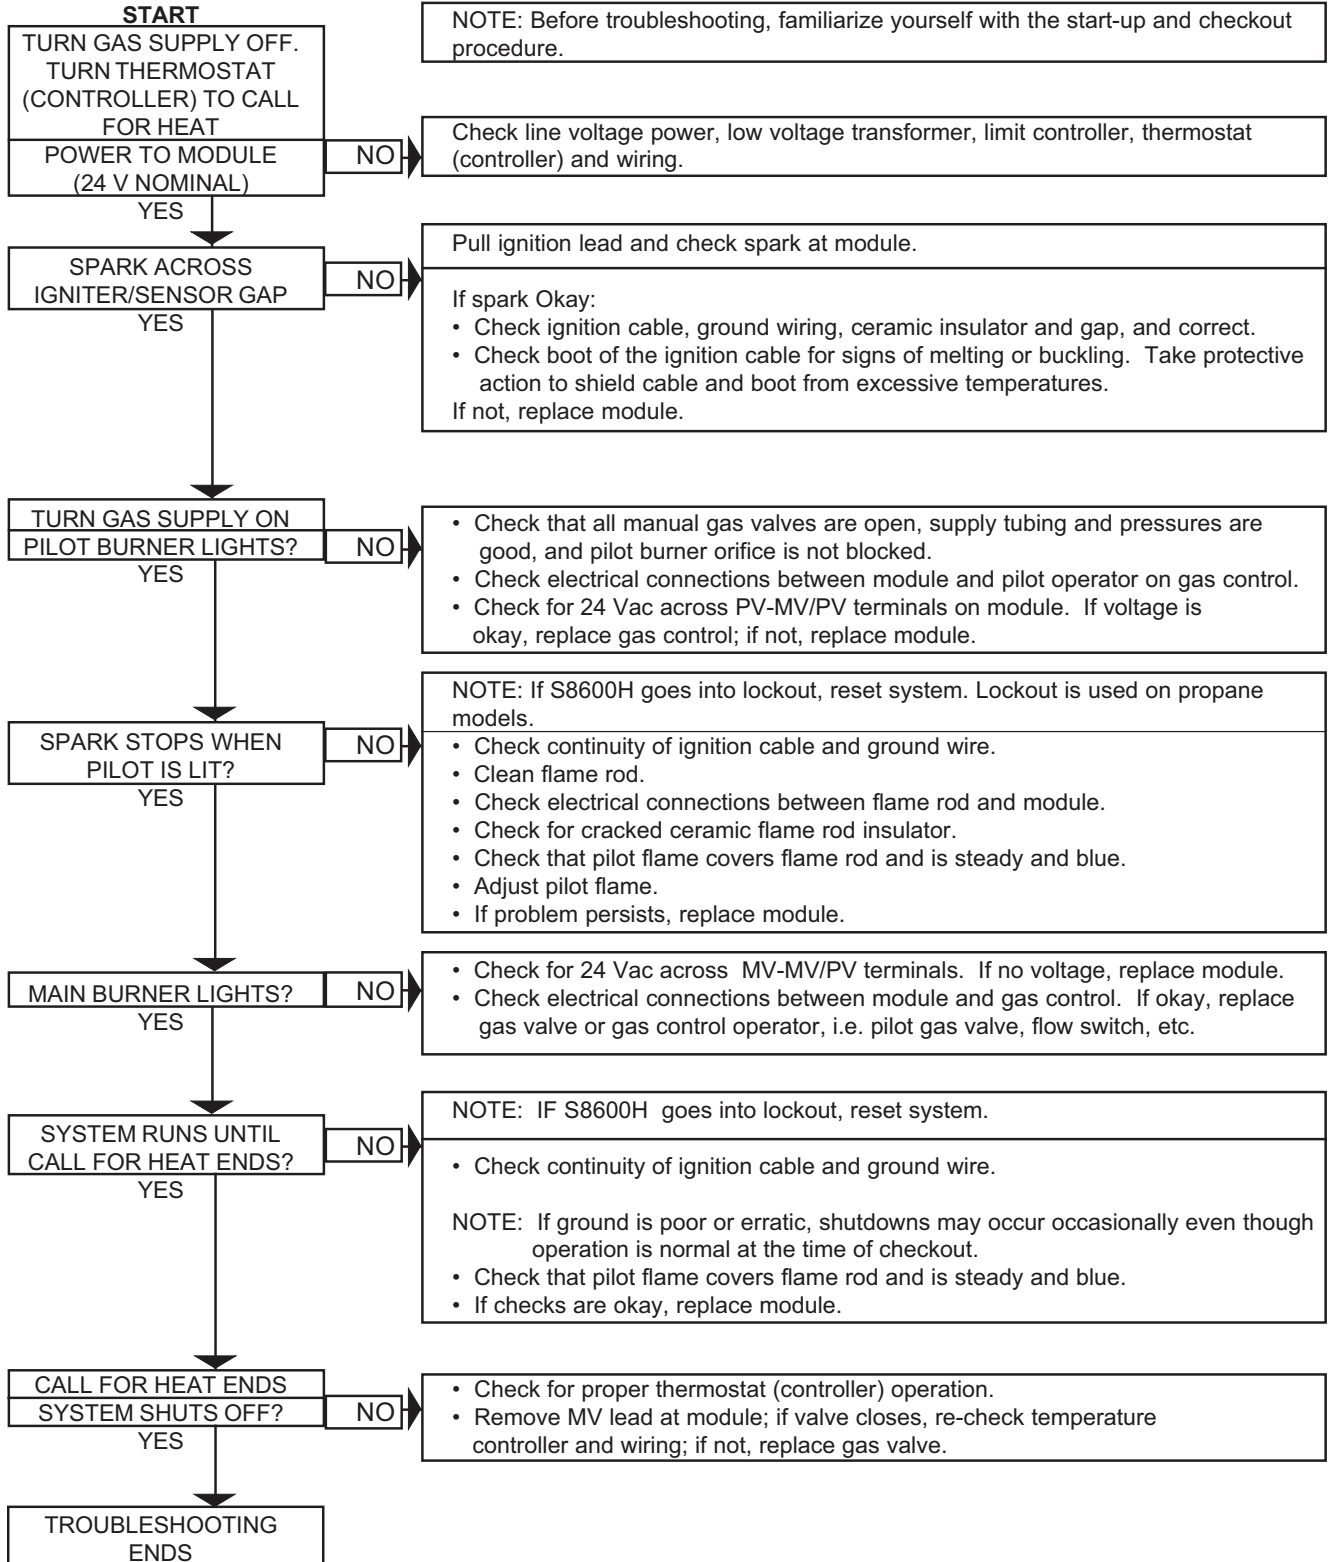 START
TURN GAS SUPPLY OFF.
TURN THERMOSTAT
(CONTROLLER) TO CALL
FOR HEAT
NOTE: Before troubleshooting, familiarize yourself with the start-up and checkout
procedure.
POWER TO MODULE
(24 V NOMINAL)
NO
Check line voltage power, low voltage transformer, limit controller, thermostat
(controller) and wiring.
YES
SPARK ACROSS
IGNITER/SENSOR GAP
NO
Pull ignition lead and check spark at module.
If spark Okay:
• Check ignition cable, ground wiring, ceramic insulator and gap, and correct.
• Check boot of the ignition cable for signs of melting or buckling. Take protective
action to shield cable and boot from excessive temperatures.
If not, replace module.
YES
TURN GAS SUPPLY ON
PILOT BURNER LIGHTS?
NO
• Check that all manual gas valves are open, supply tubing and pressures are
good, and pilot burner orifice is not blocked.
• Check electrical connections between module and pilot operator on gas control.
• Check for 24 Vac across PV-MV/PV terminals on module. If voltage is
okay, replace gas control; if not, replace module.
YES
SPARK STOPS WHEN
PILOT IS LIT?
NO
NOTE: If S8600H goes into lockout, reset system. Lockout is used on propane
models.
• Check continuity of ignition cable and ground wire.
• Clean flame rod.
• Check electrical connections between flame rod and module.
• Check for cracked ceramic flame rod insulator.
• Check that pilot flame covers flame rod and is steady and blue.
• Adjust pilot flame.
• If problem persists, replace module.
YES
MAIN BURNER LIGHTS?
NO
• Check for 24 Vac across MV-MV/PV terminals. If no voltage, replace module.
• Check electrical connections between module and gas control. If okay, replace
gas valve or gas control operator, i.e. pilot gas valve, flow switch, etc.
YES
SYSTEM RUNS UNTIL
CALL FOR HEAT ENDS?
NO
NOTE: IF S8600H goes into lockout, reset system.
• Check continuity of ignition cable and ground wire.
NOTE: If ground is poor or erratic, shutdowns may occur occasionally even though
operation is normal at the time of checkout.
• Check that pilot flame covers flame rod and is steady and blue.
• If checks are okay, replace module.
YES
CALL FOR HEAT ENDS
SYSTEM SHUTS OFF?
NO
• Check for proper thermostat (controller) operation.
• Remove MV lead at module; if valve closes, re-check temperature
controller and wiring; if not, replace gas valve.
YES
TROUBLESHOOTING
ENDS